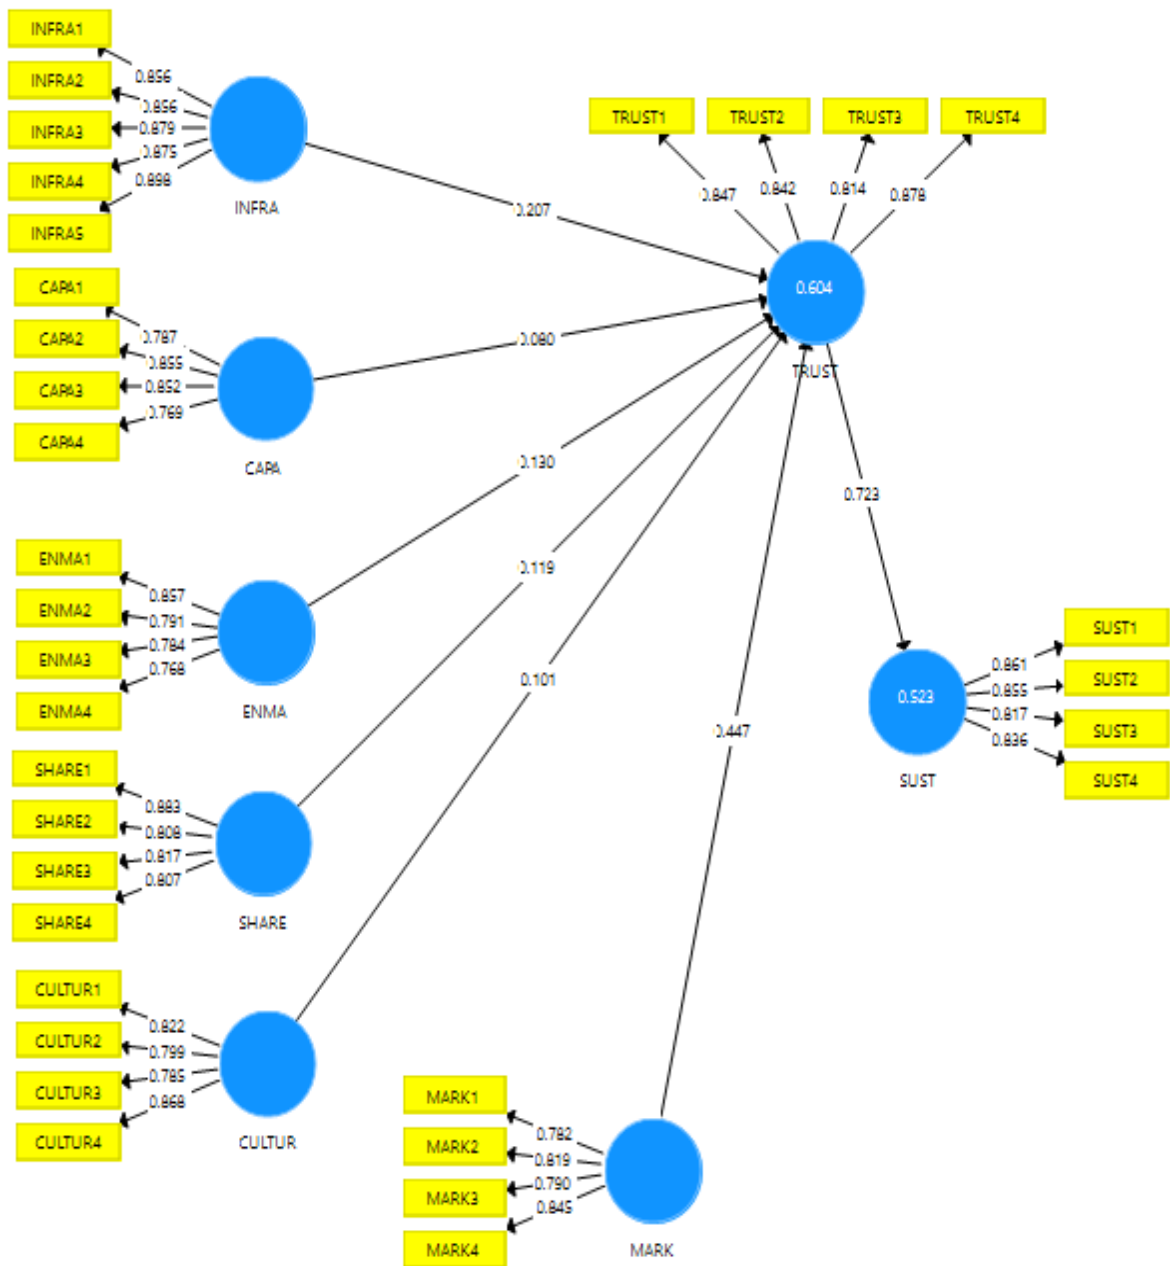 INFRA1
INFRA2
INFRA3
INFRA4
INFRA5
0.856
0.856
0.879
0.875
0.898
INFRA
0.207
TRUST1
TRUST2
TRUST3
TRUST4
0.847
0.842
0.814
0.878
0.604
TRUST
CAPA1
CAPA2
CAPA3
CAPA4
0.787
0.855
0.852
0.769
CAPA
0.080
ENMA1
ENMA2
ENMA3
ENMA4
0.857
0.791
0.784
0.768
ENMA
0.130
SHARE1
SHARE2
SHARE3
SHARE4
0.883
0.808
0.817
0.807
SHARE
0.119
CULTUR1
CULTUR2
CULTUR3
CULTUR4
0.822
0.799
0.785
0.868
CULTUR
0.101
MARK1
MARK2
MARK3
MARK4
0.782
0.819
0.790
0.845
MARK
0.447
0.723
0.523
SUST
0.861
0.855
0.817
0.836
SUST1
SUST2
SUST3
SUST4